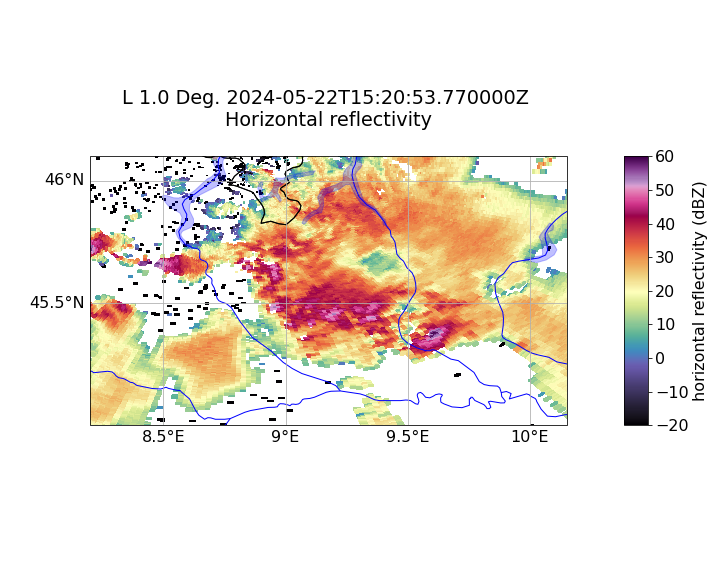 L 1.0 Deg. 2024-05-22T15:20:53.770000Z
Horizontal reflectivity
46°N
45.5°N
8.5°E
9°E
9.5°E
10°E
60
50
40
30
20
10
0
−10
−20
horizontal reflectivity (dBZ)